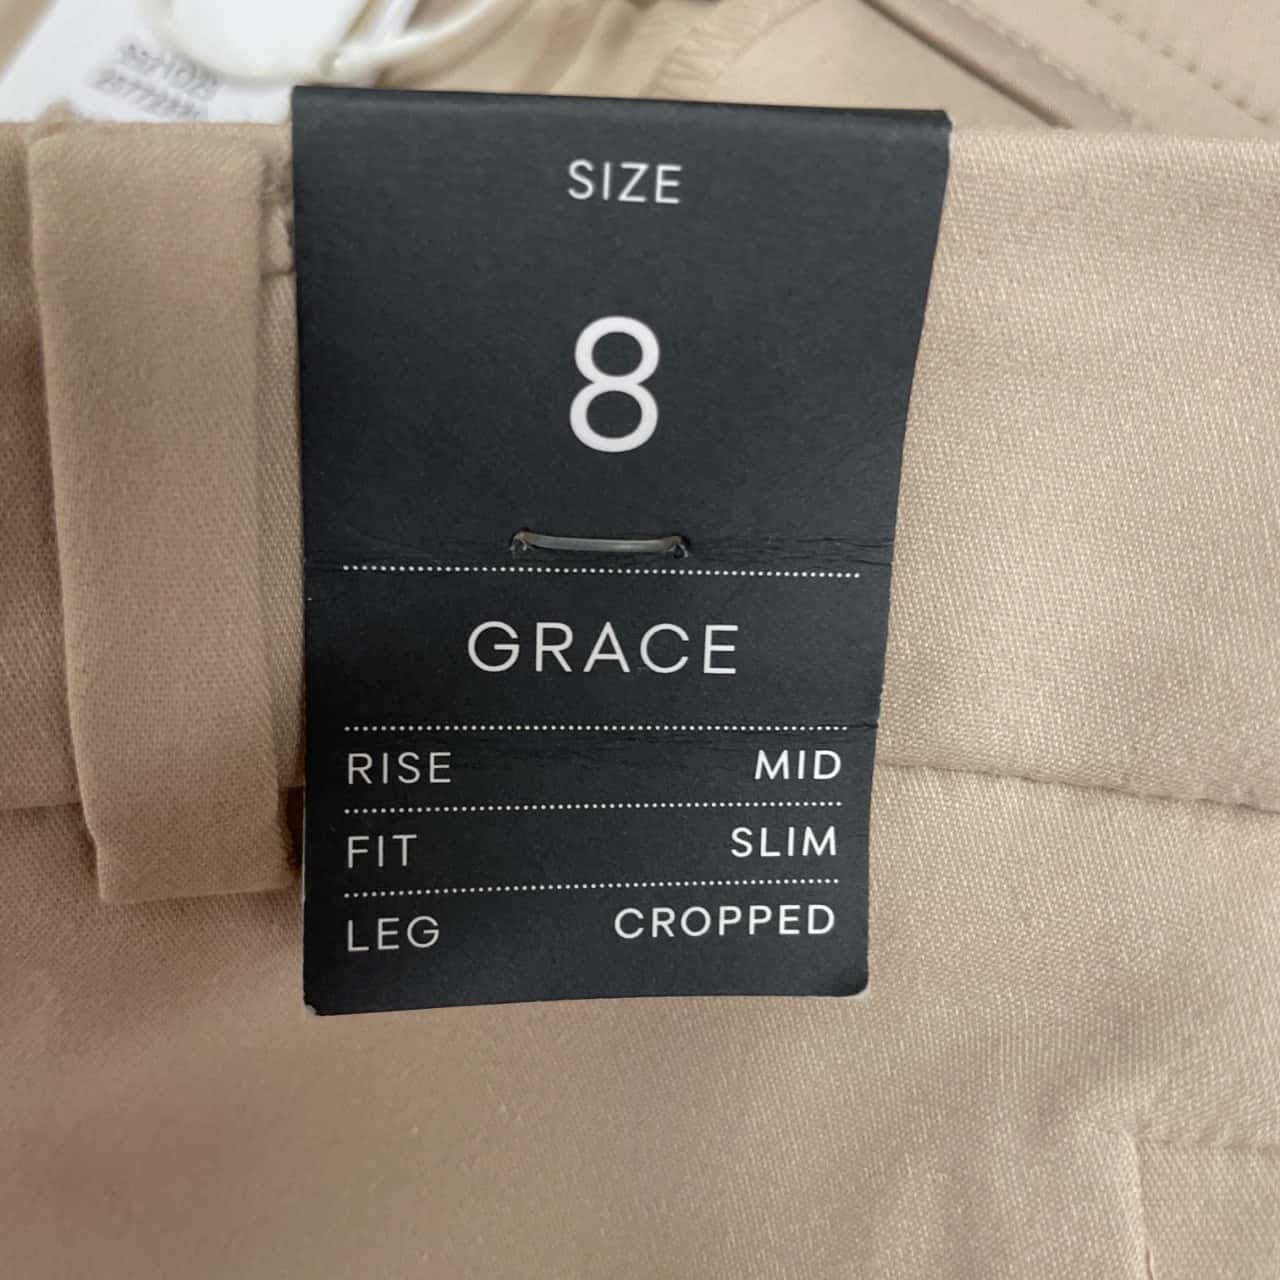 SIZE
8
GRACE
RISE MID
FIT SLIM
LEG CROPPED